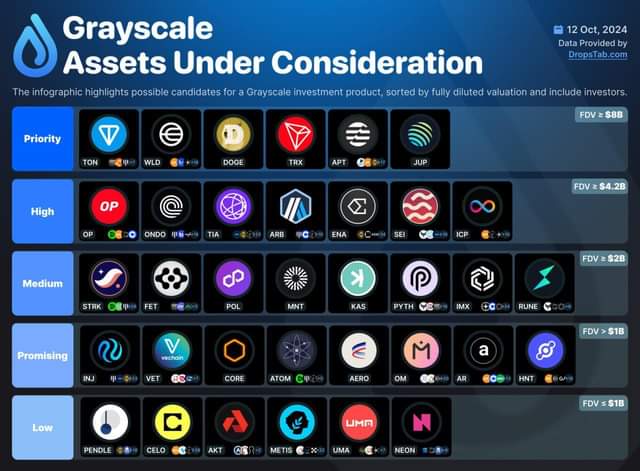 Grayscale
Assets Under Consideration
12 Oct, 2024
Data Provided by
DropsTab.com
The infographic highlights possible candidates for a Grayscale investment product, sorted by fully diluted valuation and include investors.
FDV ≥ $8B
Priority
TON WLD DOGE TRX APT JUP
FDV ≥ $4.2B
High
OP
OP ONDO TIA ARB ENA SEI ICP
FDV ≥ $2B
Medium
STRK FET POL MNT KAS PYTH IMX RUNE
FDV > $1B
Promising
vechain
a
INJ VET CORE ATOM AERO OM AR HNT
FDV ≤ $1B
Low
UMA
PENDLE CELO AKT METIS UMA NEON